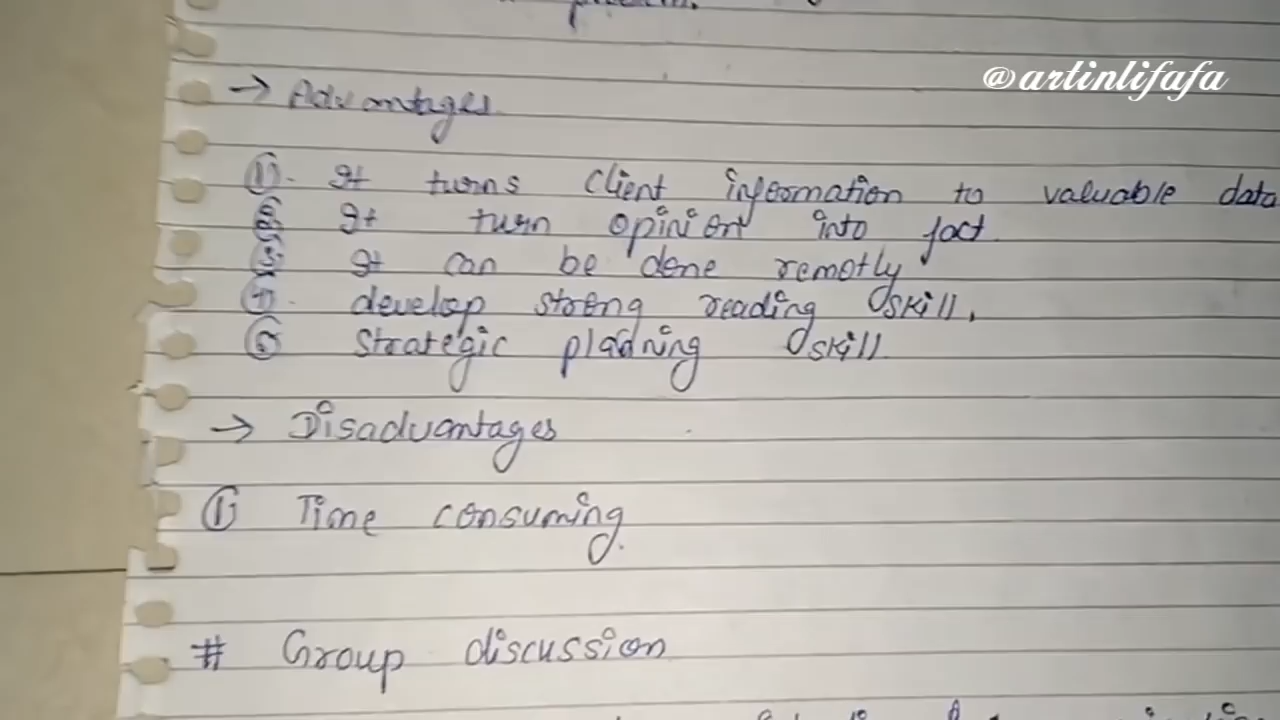 @artinlifafa
→ Advantages
① It turns client information to valuable data
② It turn opinion into fact
③ It can be done remotly
④ develop strong reading skill.
⑤ Strategic planning skill
→ Disadvantages
① Time consuming.
# Group discussion